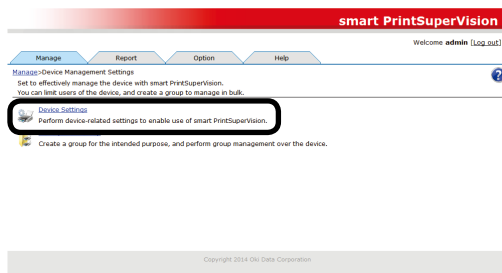 smart PrintSuperVision
Welcome admin [Log out]
Manage Report Option Help
Manage>Device Management Settings
Set to effectively manage the device with smart PrintSuperVision.
You can limit users of the device, and create a group to manage in bulk.
Device Settings
Perform device-related settings to enable use of smart PrintSuperVision.
Create a group for the intended purpose, and perform group management over the device.
Copyright 2014 Oki Data Corporation